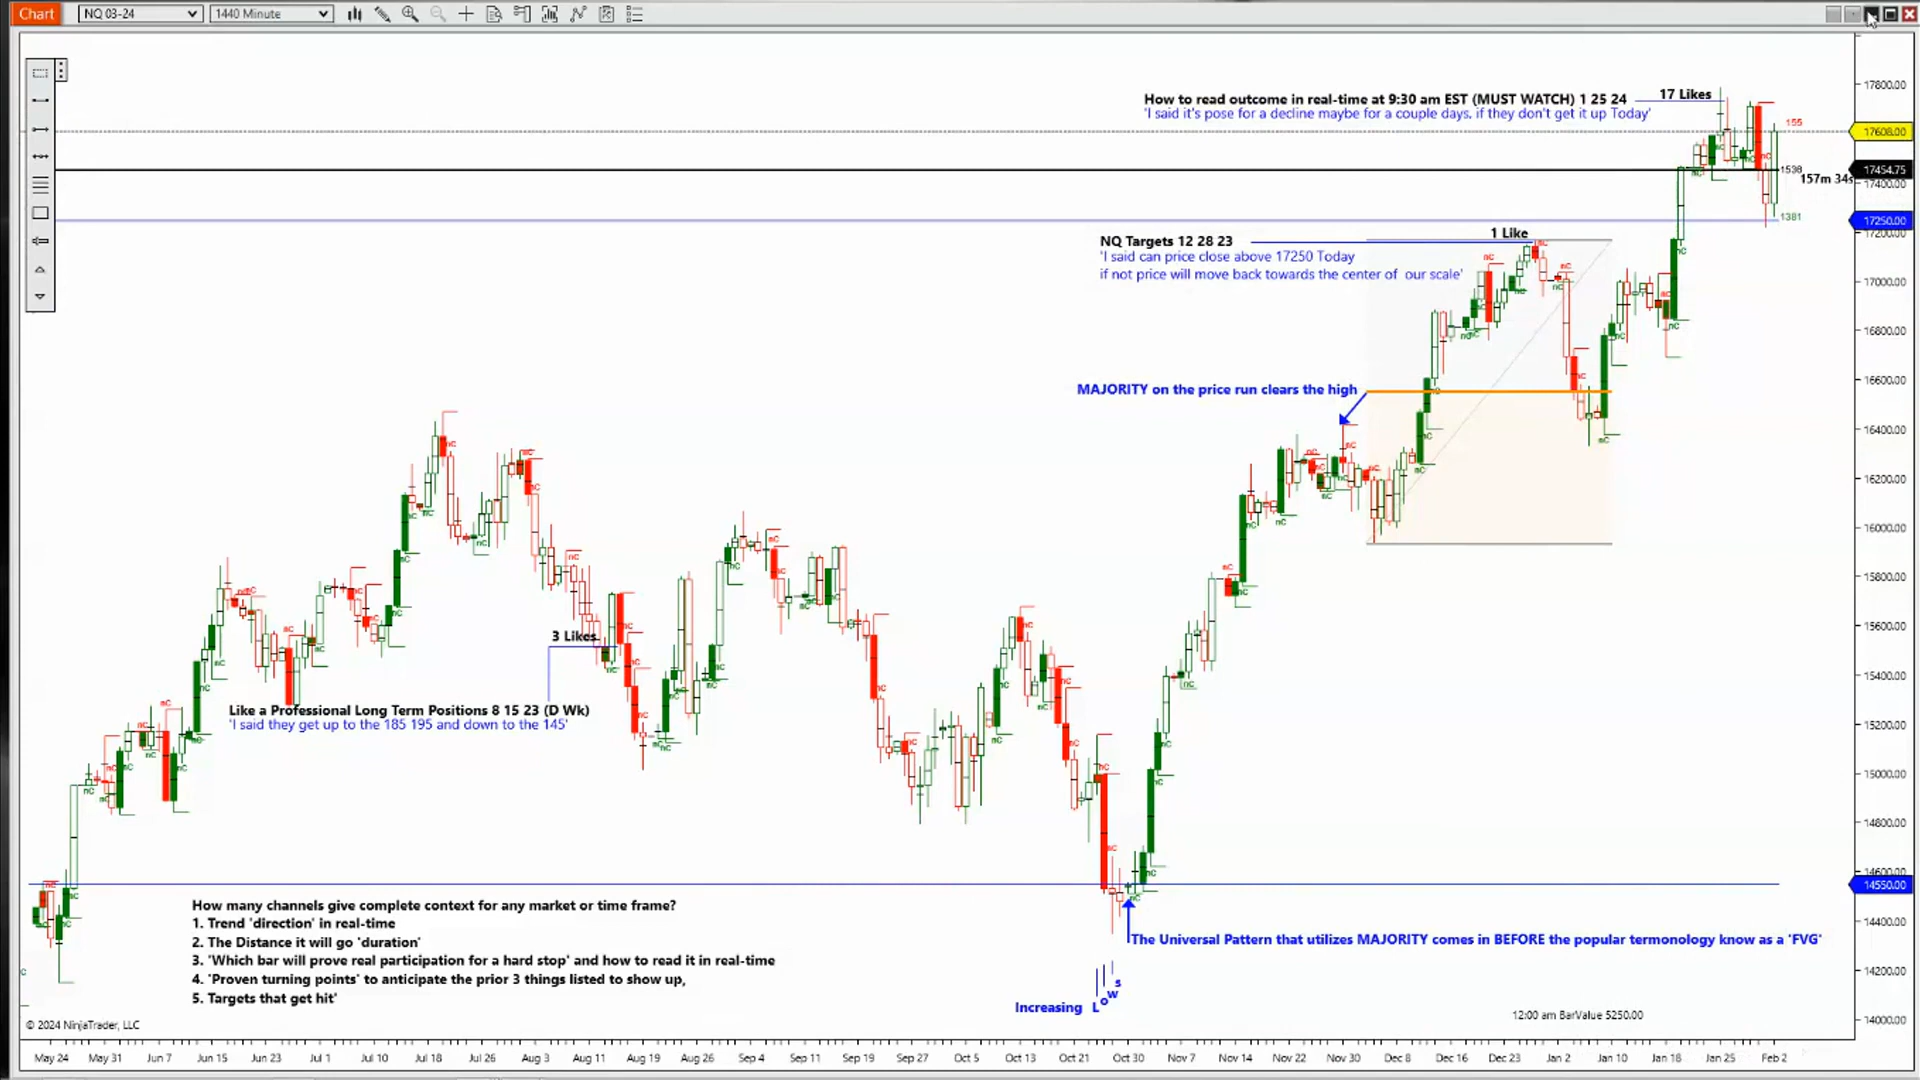 Chart NQ 03-24 1440 Minute
How to read outcome in real-time at 9:30 am EST (MUST WATCH) 1 25 24
17 Likes
'I said it's pose for a decline maybe for a couple days, if they don't get it up Today'
155
1538
157m 34s
1381
17800.00
17608.00
17454.75
17400.00
17250.00
17200.00
17000.00
16800.00
16600.00
16400.00
16200.00
16000.00
15800.00
15600.00
15400.00
15200.00
15000.00
14800.00
14600.00
14550.00
14400.00
14200.00
14000.00
NQ Targets 12 28 23
1 Like
'I said can price close above 17250 Today
if not price will move back towards the center of our scale'
MAJORITY on the price run clears the high
3 Likes
Like a Professional Long Term Positions 8 15 23 (D Wk)
'I said they get up to the 185 195 and down to the 145'
How many channels give complete context for any market or time frame?
1. Trend 'direction' in real-time
2. The Distance it will go 'duration'
3. 'Which bar will prove real participation for a hard stop' and how to read it in real-time
4. 'Proven turning points' to anticipate the prior 3 things listed to show up,
5. Targets that get hit'
The Universal Pattern that utilizes MAJORITY comes in BEFORE the popular termonology know as a 'FVG'
Increasing Lows
12:00 am BarValue 5250.00
© 2024 NinjaTrader, LLC
May 24 May 31 Jun 7 Jun 15 Jun 23 Jul 1 Jul 10 Jul 18 Jul 26 Aug 3 Aug 11 Aug 19 Aug 26 Sep 4 Sep 11 Sep 19 Sep 27 Oct 5 Oct 13 Oct 21 Oct 30 Nov 7 Nov 14 Nov 22 Nov 30 Dec 8 Dec 16 Dec 23 Jan 2 Jan 10 Jan 18 Jan 25 Feb 2